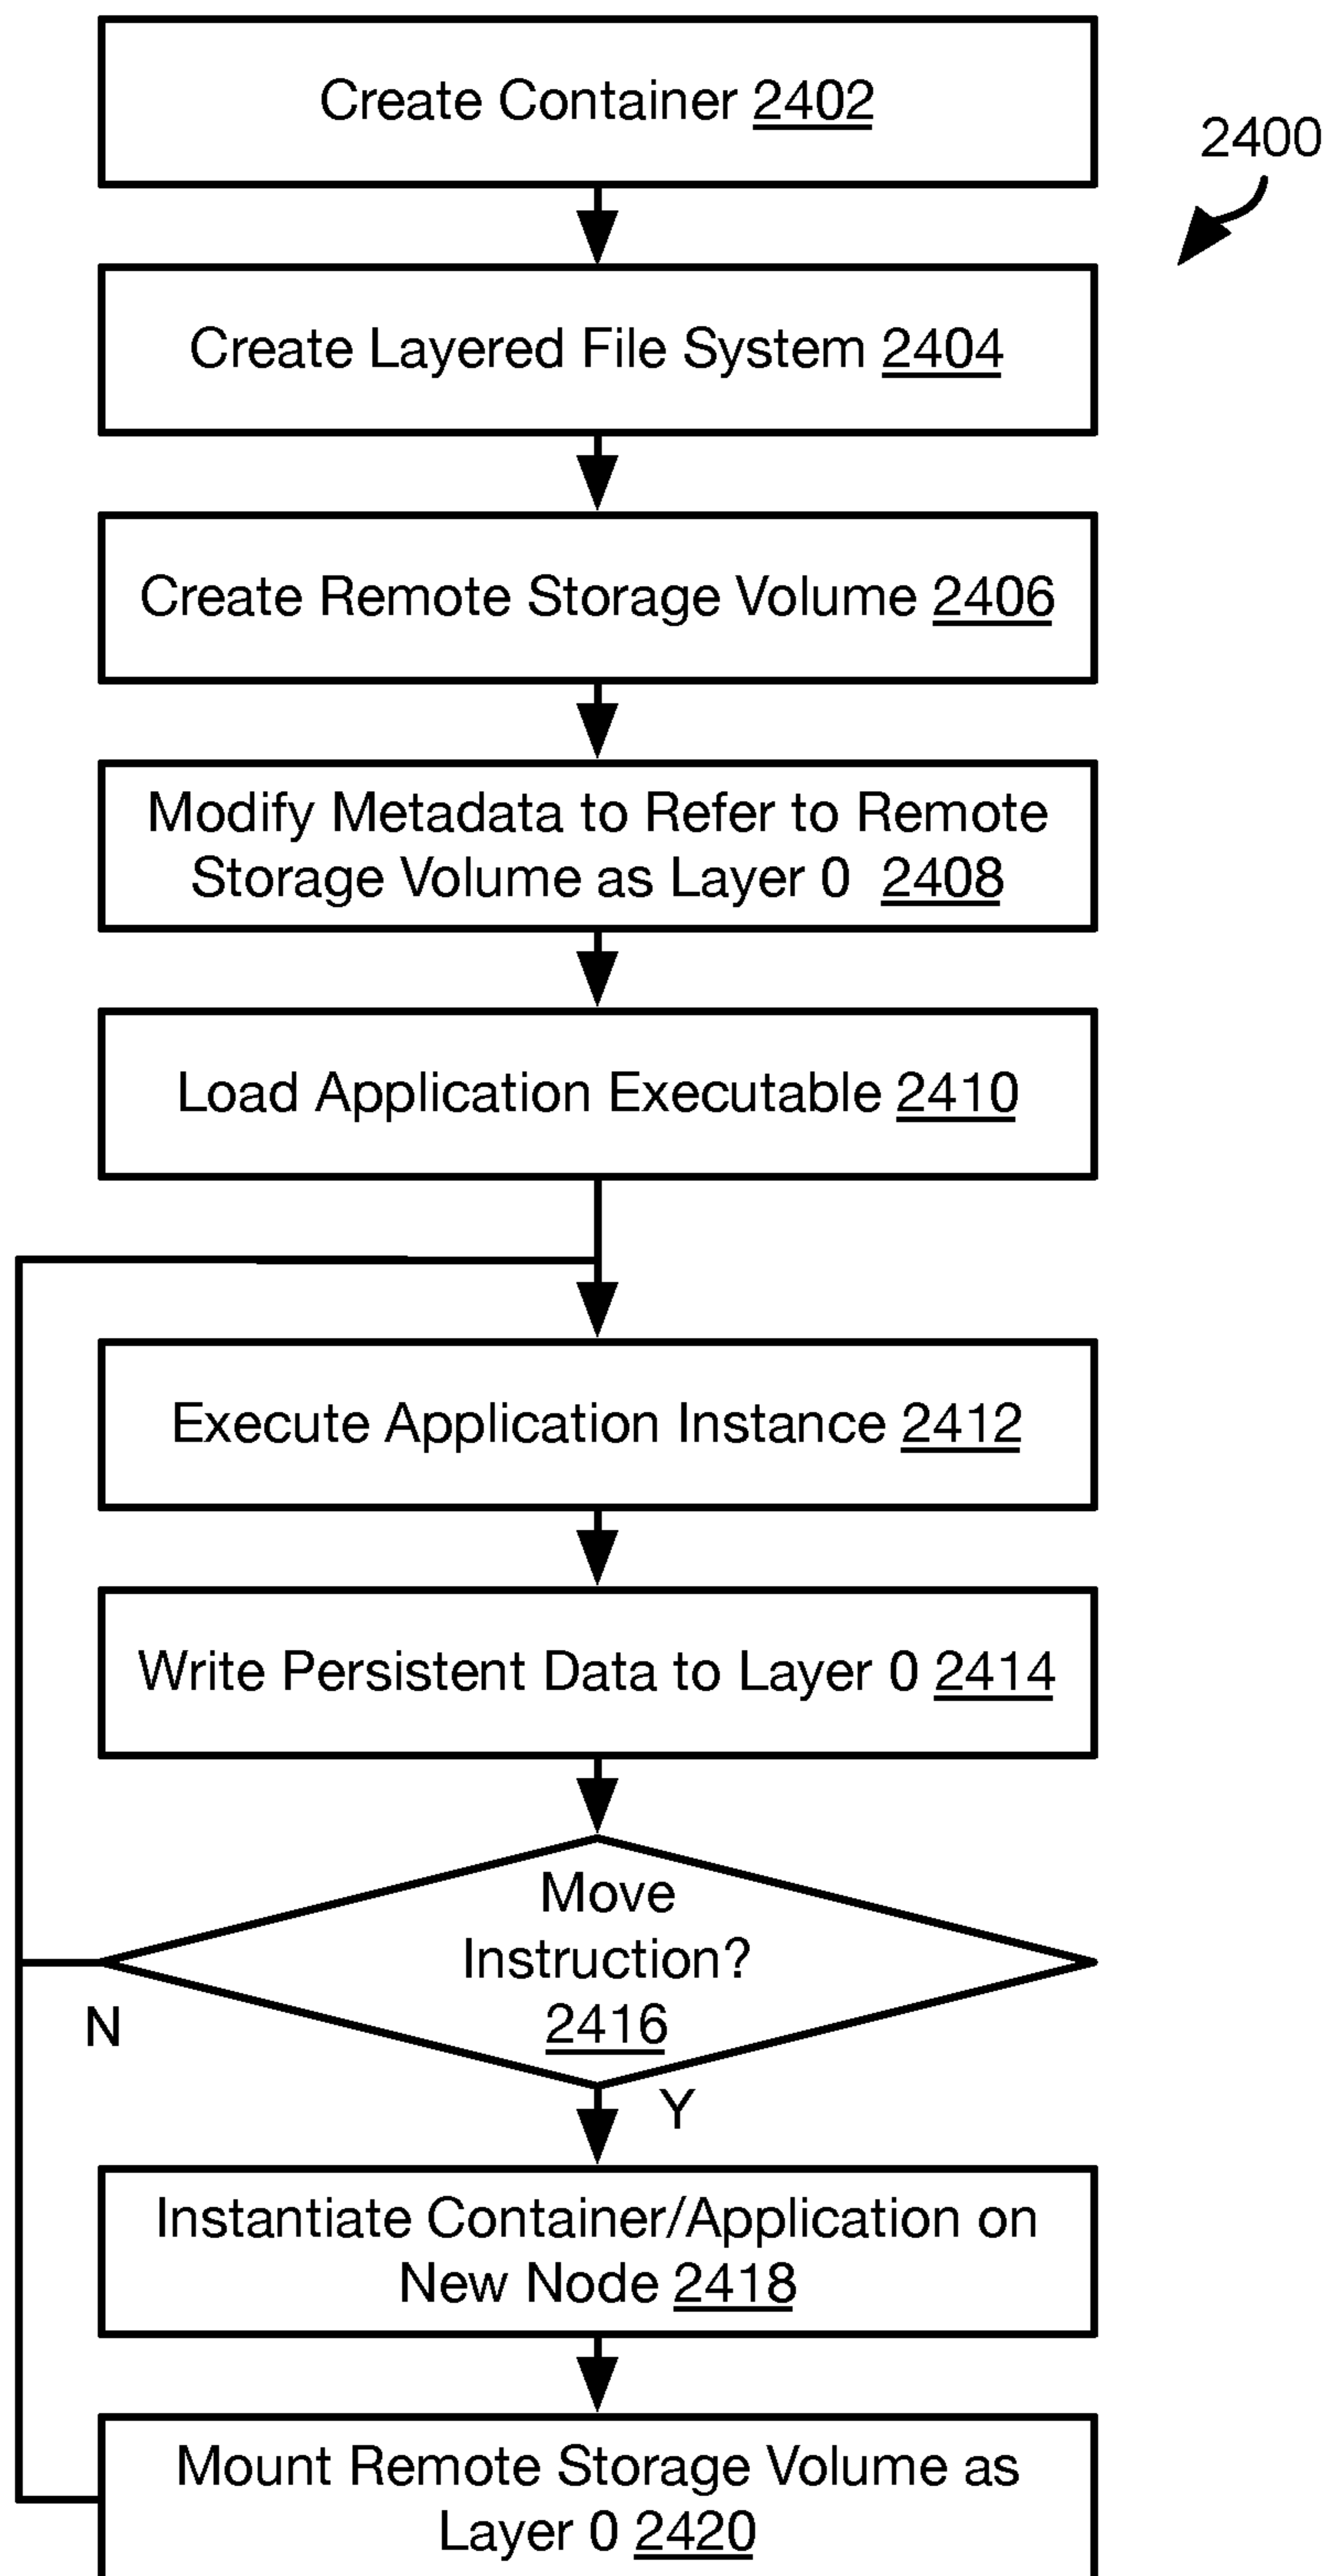 Create Container 2402
2400
Create Layered File System 2404
Create Remote Storage Volume 2406
Modify Metadata to Refer to Remote
Storage Volume as Layer 0 2408
Load Application Executable 2410
Execute Application Instance 2412
Write Persistent Data to Layer 0 2414
Move
Instruction?
2416
N
Y
Instantiate Container/Application on
New Node 2418
Mount Remote Storage Volume as
Layer 0 2420